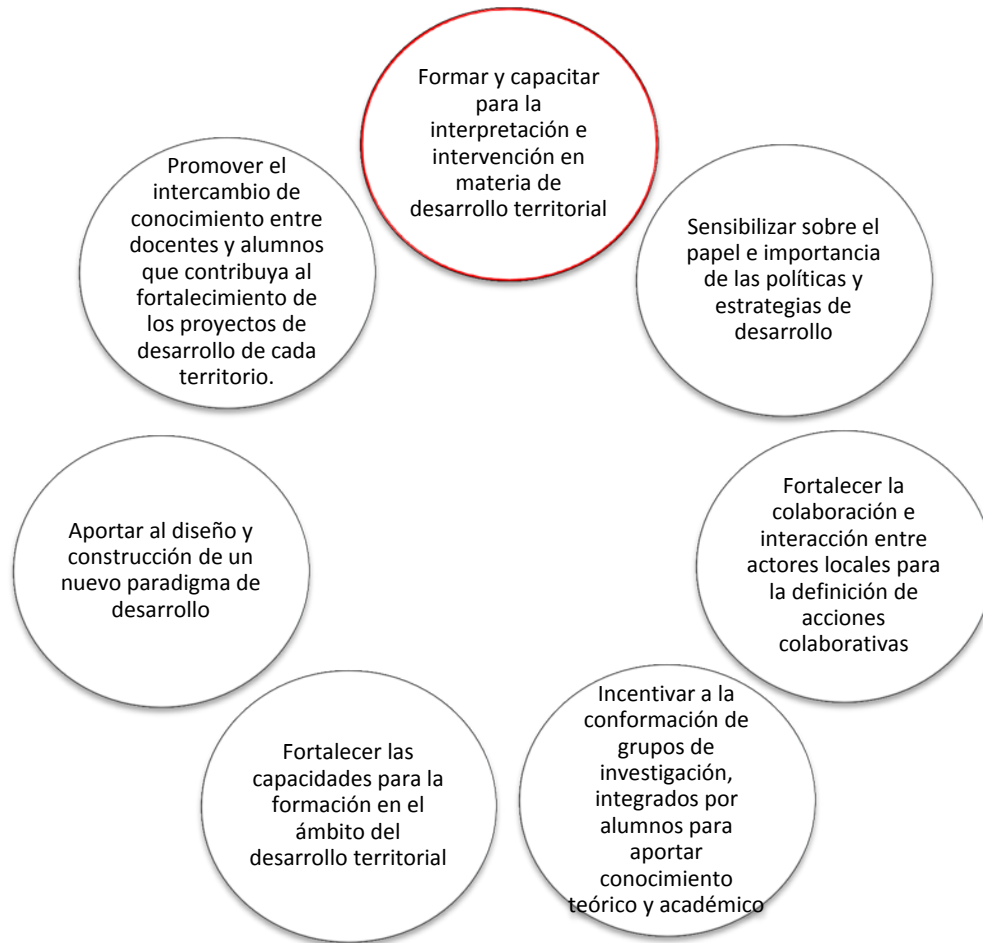 Formar y capacitar
para la
interpretación e
intervención en
materia de
desarrollo territorial
Sensibilizar sobre el
papel e importancia
de las políticas y
estrategias de
desarrollo
Fortalecer la
colaboración e
interacción entre
actores locales para
la definición de
acciones
colaborativas
Incentivar a la
conformación de
grupos de
investigación,
integrados por
alumnos para
aportar
conocimiento
teórico y académico
Fortalecer las
capacidades para la
formación en el
ámbito del
desarrollo territorial
Aportar al diseño y
construcción de un
nuevo paradigma de
desarrollo
Promover el
intercambio de
conocimiento entre
docentes y alumnos
que contribuya al
fortalecimiento de
los proyectos de
desarrollo de cada
territorio.